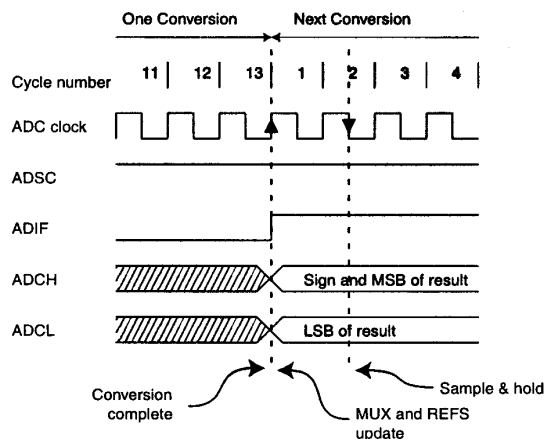 One Conversion Next Conversion
Cycle number 11 12 13 1 2 3 4
ADC clock
ADSC
ADIF
ADCH Sign and MSB of result
ADCL LSB of result
Conversion complete
MUX and REFS update
Sample & hold